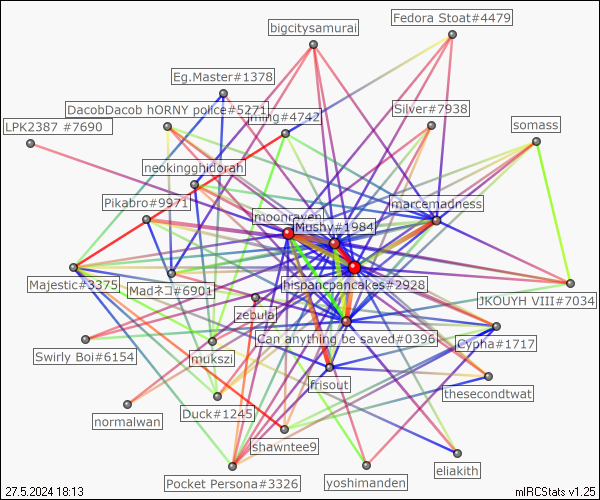 Fedora Stoat#4479
bigcitysamurai
Eg.Master#1378
DacobDacob hORNY police#5271
ming#4742
Silver#7938
LPK2387 #7690
somass
neokingghidorah
Pikabro#9971
marcemadness
moonraven
Mushy#1984
Majestic#3375
Madネコ#6901
hispancpancakes#2928
JKOUYH VIII#7034
zebula
Can anything be saved#0396
Cypha#1717
Swirly Boi#6154
mukszi
frisout
thesecondtwat
normalwan
Duck#1245
shawntee9
eliakith
Pocket Persona#3326
yoshimenden
27.5.2024 18:13
mIRCStats v1.25